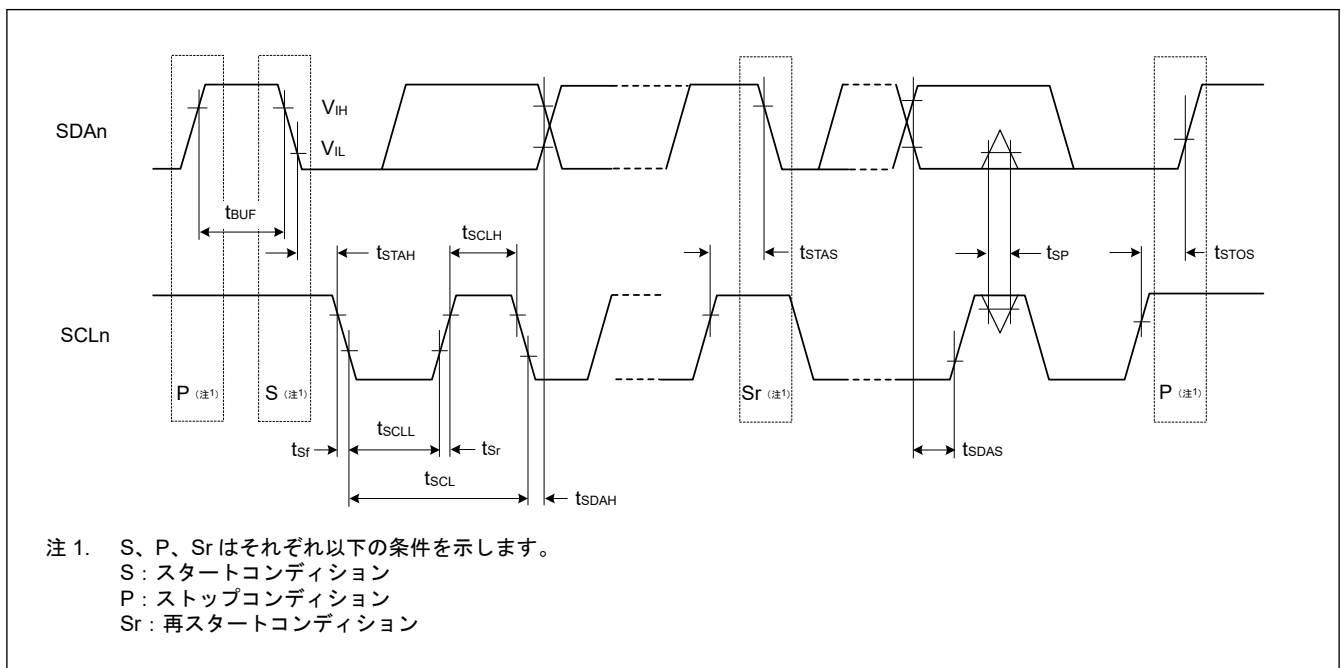 SDAn
VIH
VIL
tBUF
tSTAH
tSCLH
tSTAS
tSP
tSTOS
SCLn
P（注1）
S（注1）
Sr（注1）
P（注1）
tSf
tSCLL
tSr
tSDAS
tSCL
tSDAH
注 1. S、P、Sr はそれぞれ以下の条件を示します。
S：スタートコンディション
P：ストップコンディション
Sr：再スタートコンディション